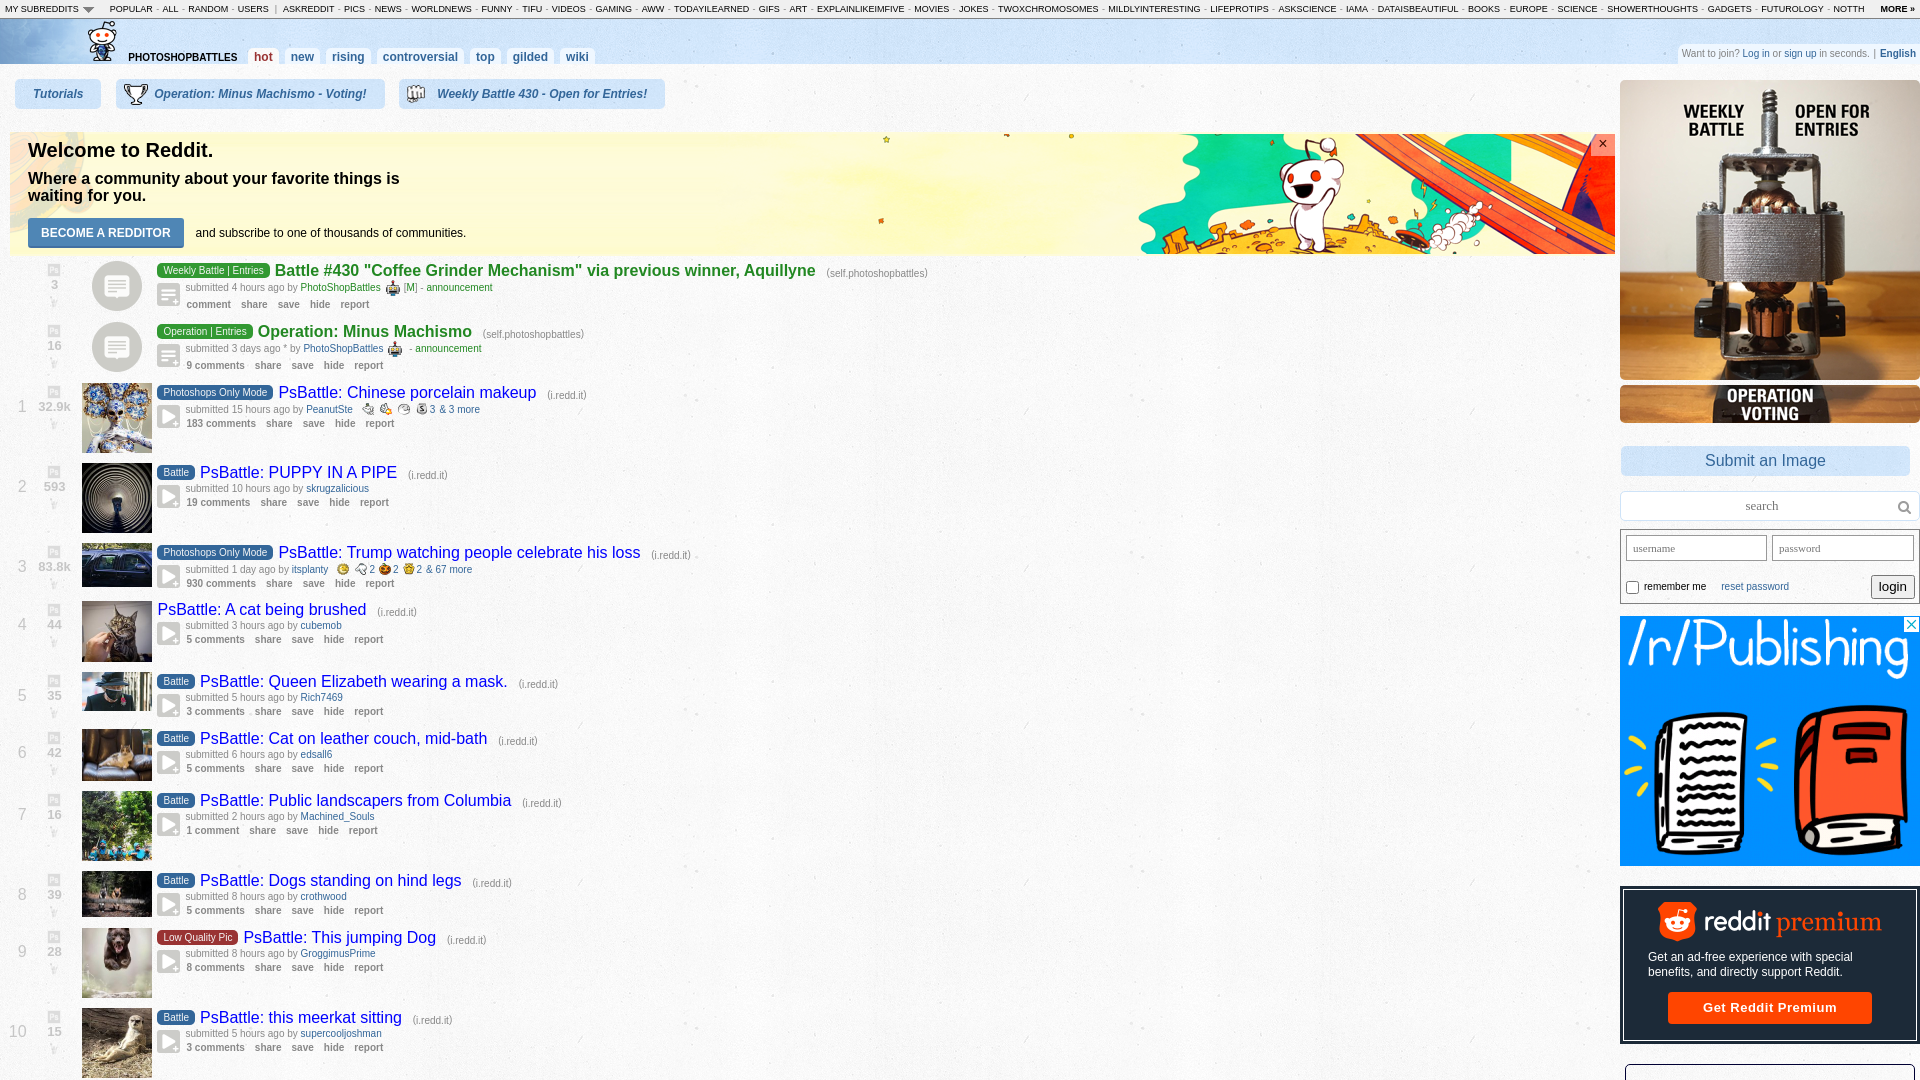 MY SUBREDDITS POPULAR - ALL - RANDOM - USERS | ASKREDDIT - PICS - NEWS - WORLDNEWS - FUNNY - TIFU - VIDEOS - GAMING - AWW - TODAYILEARNED - GIFS - ART - EXPLAINLIKEIMFIVE - MOVIES - JOKES - TWOXCHROMOSOMES - MILDLYINTERESTING - LIFEPROTIPS - ASKSCIENCE - IAMA - DATAISBEAUTIFUL - BOOKS - EUROPE - SCIENCE - SHOWERTHOUGHTS - GADGETS - FUTUROLOGY - NOTTH MORE »
PHOTOSHOPBATTLES hot new rising controversial top gilded wiki
Want to join? Log in or sign up in seconds. | English
Tutorials
Operation: Minus Machismo - Voting!
Weekly Battle 430 - Open for Entries!
Welcome to Reddit.
Where a community about your favorite things is
waiting for you.
BECOME A REDDITOR and subscribe to one of thousands of communities.
×
3
Weekly Battle | Entries Battle #430 "Coffee Grinder Mechanism" via previous winner, Aquillyne (self.photoshopbattles)
submitted 4 hours ago by PhotoShopBattles [M] - announcement
comment share save hide report
16
Operation | Entries Operation: Minus Machismo (self.photoshopbattles)
submitted 3 days ago * by PhotoShopBattles - announcement
9 comments share save hide report
1 32.9k
Photoshops Only Mode PsBattle: Chinese porcelain makeup (i.redd.it)
submitted 15 hours ago by PeanutSte 3 & 3 more
183 comments share save hide report
2 593
Battle PsBattle: PUPPY IN A PIPE (i.redd.it)
submitted 10 hours ago by skrugzalicious
19 comments share save hide report
3 83.8k
Photoshops Only Mode PsBattle: Trump watching people celebrate his loss (i.redd.it)
submitted 1 day ago by itsplanty 2 2 2 & 67 more
930 comments share save hide report
4 44
PsBattle: A cat being brushed (i.redd.it)
submitted 3 hours ago by cubemob
5 comments share save hide report
5 35
Battle PsBattle: Queen Elizabeth wearing a mask. (i.redd.it)
submitted 5 hours ago by Rich7469
3 comments share save hide report
6 42
Battle PsBattle: Cat on leather couch, mid-bath (i.redd.it)
submitted 6 hours ago by edsall6
5 comments share save hide report
7 16
Battle PsBattle: Public landscapers from Columbia (i.redd.it)
submitted 2 hours ago by Machined_Souls
1 comment share save hide report
8 39
Battle PsBattle: Dogs standing on hind legs (i.redd.it)
submitted 8 hours ago by crothwood
5 comments share save hide report
9 28
Low Quality Pic PsBattle: This jumping Dog (i.redd.it)
submitted 8 hours ago by GroggimusPrime
8 comments share save hide report
10 15
Battle PsBattle: this meerkat sitting (i.redd.it)
submitted 5 hours ago by supercooljoshman
3 comments share save hide report
WEEKLY BATTLE
OPEN FOR ENTRIES
OPERATION
VOTING
Submit an Image
search
username password
remember me reset password login
/r/Publishing
reddit premium
Get an ad-free experience with special
benefits, and directly support Reddit.
Get Reddit Premium